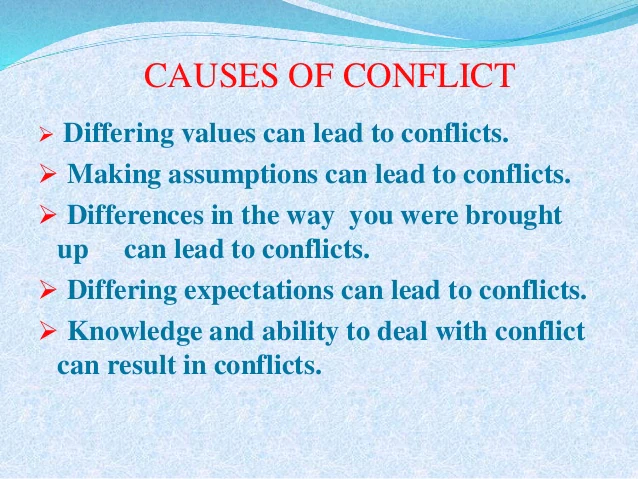 CAUSES OF CONFLICT
➢ Differing values can lead to conflicts.
➢ Making assumptions can lead to conflicts.
➢ Differences in the way you were brought
up can lead to conflicts.
➢ Differing expectations can lead to conflicts.
➢ Knowledge and ability to deal with conflict
can result in conflicts.